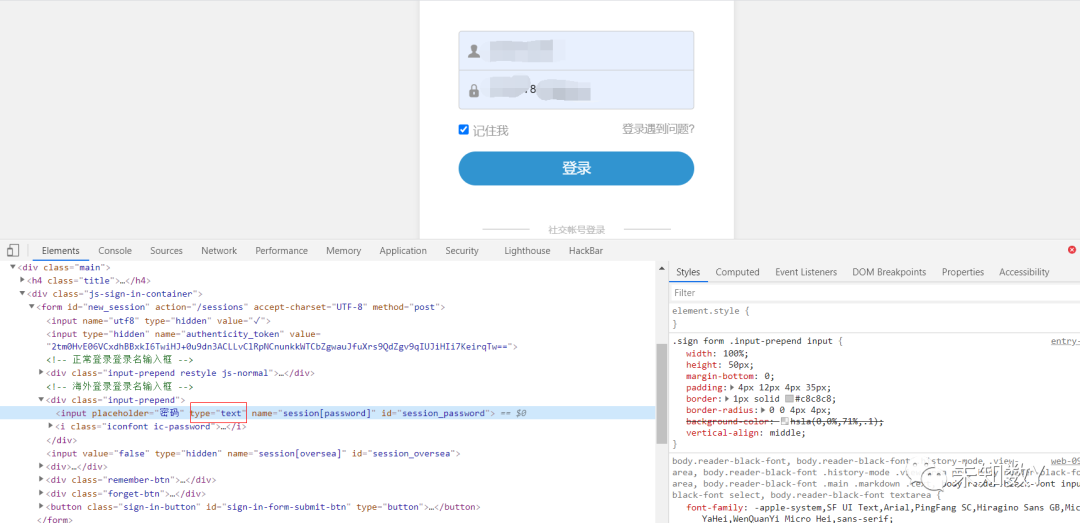 .8
记住我
登录遇到问题?
登录
社交帐号登录
Elements Console Sources Network Performance Memory Application Security Lighthouse HackBar
▼<div class="main">
▶<h4 class="title">…</h4>
▼<div class="js-sign-in-container">
▼<form id="new_session" action="/sessions" accept-charset="UTF-8" method="post">
<input name="utf8" type="hidden" value="✓">
<input type="hidden" name="authenticity_token" value=
"2tm0HvE06VCxdhBBxkI6TwiHJ+0u9dn3ACLLvClRpNCnunkkWTCbZgwauJfuXrs9QdZgv9qIUJiHIi7KeirqTw==">
<!-- 正常登录登录名输入框 -->
▶<div class="input-prepend restyle js-normal">…</div>
<!-- 海外登录登录名输入框 -->
▼<div class="input-prepend">
<input placeholder="密码" type="text" name="session[password]" id="session_password"> == $0
▶<i class="iconfont ic-password">…</i>
</div>
<input value="false" type="hidden" name="session[oversea]" id="session_oversea">
▶<div>…</div>
▶<div class="remember-btn">…</div>
▶<div class="forget-btn">…</div>
▶<button class="sign-in-button" id="sign-in-form-submit-btn" type="button">…</button>
</form>
Styles Computed Event Listeners DOM Breakpoints Properties Accessibility
Filter
element.style {
}
.sign form .input-prepend input { entry-
width: 100%;
height: 50px;
margin-bottom: 0;
padding:▶ 4px 12px 4px 35px;
border:▶ 1px solid #c8c8c8;
border-radius:▶ 0 0 4px 4px;
background-color: hsla(0,0%,71%,.1);
vertical-align: middle;
}
body.reader-black-font, body.reader-black-font .history-mode .view- web-09
area, body.reader-black-font .history-mode
area, body.reader-black-font .main .markdown
black-font select, body.reader-black-font textarea {
font-family: -apple-system,SF UI Text,Arial,PingFang SC,Hiragino Sans GB,Mic
YaHei,WenQuanYi Micro Hei,sans-serif;